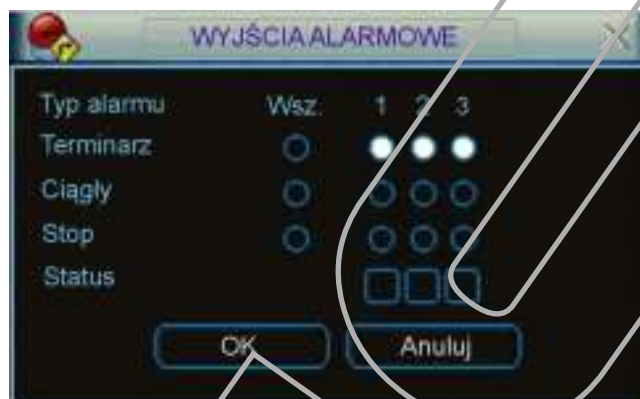 WYJŚCIA ALARMOWE
Typ alarmu Wsz. 1 2 3
Terminarz
Ciągły
Stop
Status
OK Anuluj